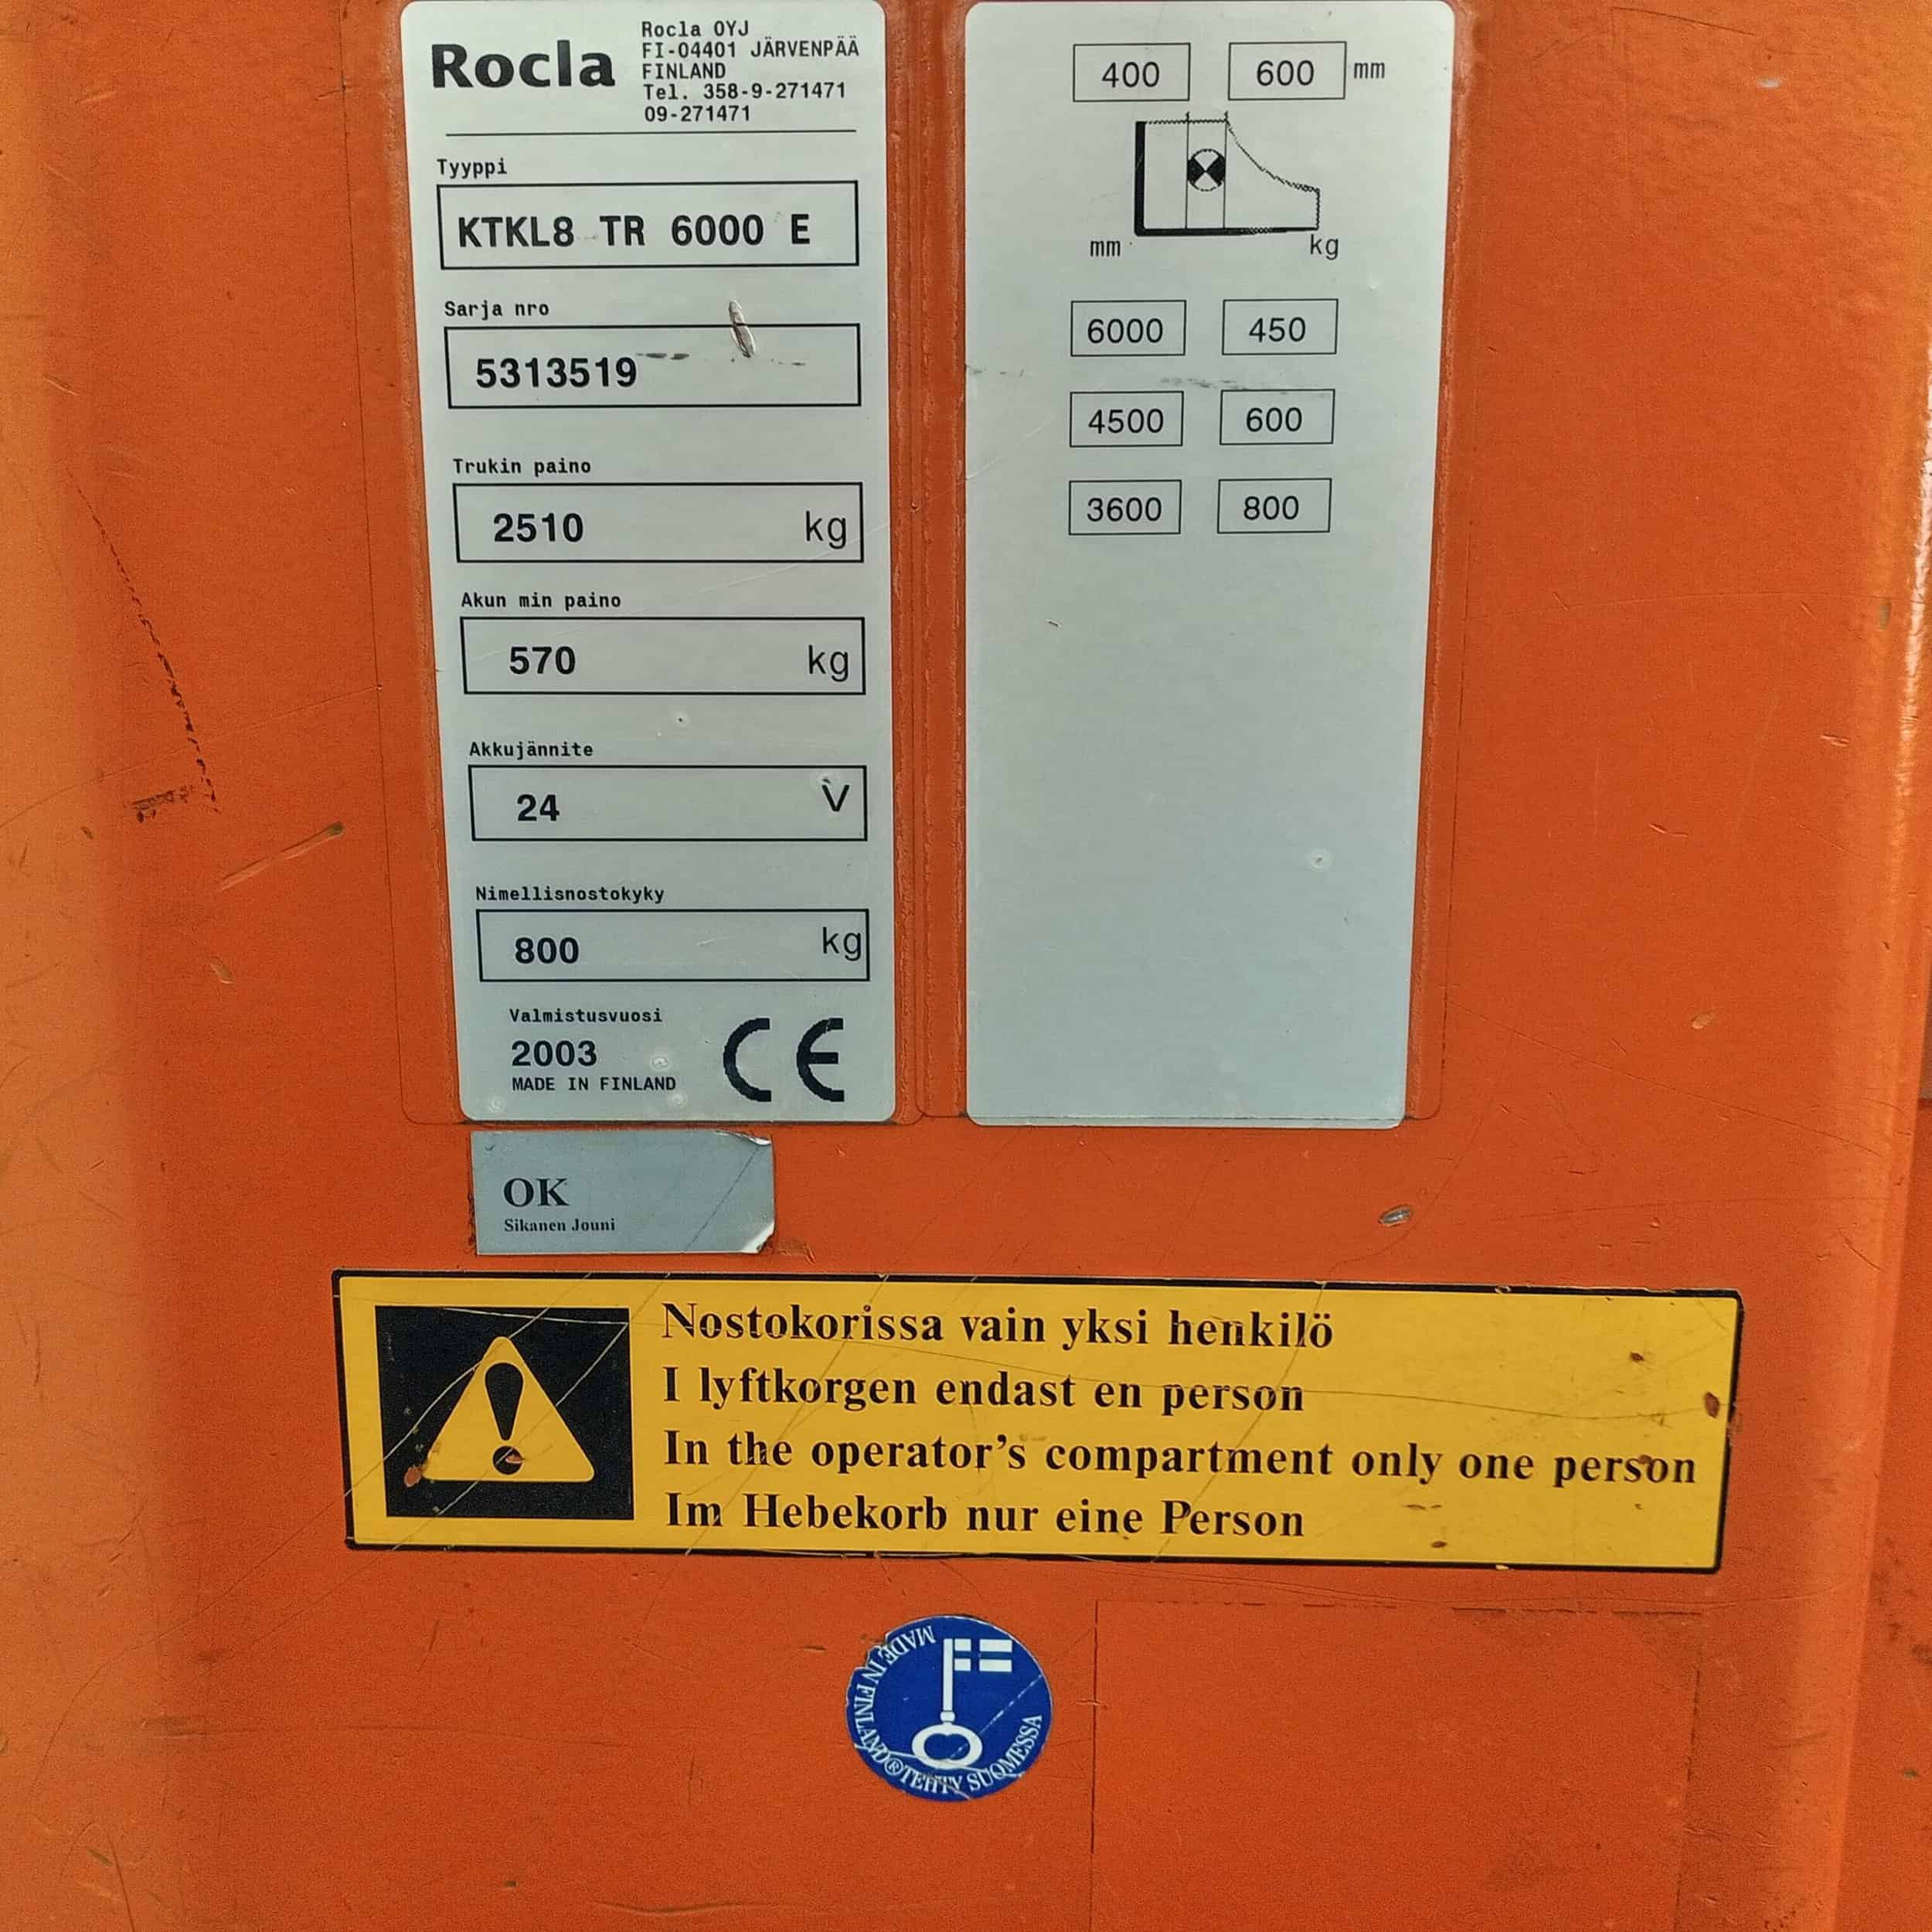 Rocla
Rocla OYJ
FI-04401 JÄRVENPÄÄ
FINLAND
Tel. 358-9-271471
09-271471
Tyyppi
KTKL8 TR 6000 E
Sarja nro
5313519
Trukin paino
2510 kg
Akun min paino
570 kg
Akkujännite
24 V
Nimellisnostokyky
800 kg
Valmistusvuosi
2003
MADE IN FINLAND
CE
400 600 mm
mm kg
6000 450
4500 600
3600 800
OK
Sikanen Jouni
Nostokorissa vain yksi henkilö
I lyftkorgen endast en person
In the operator's compartment only one person
Im Hebekorb nur eine Person
MADE IN FINLAND ® TEHTY SUOMESSA